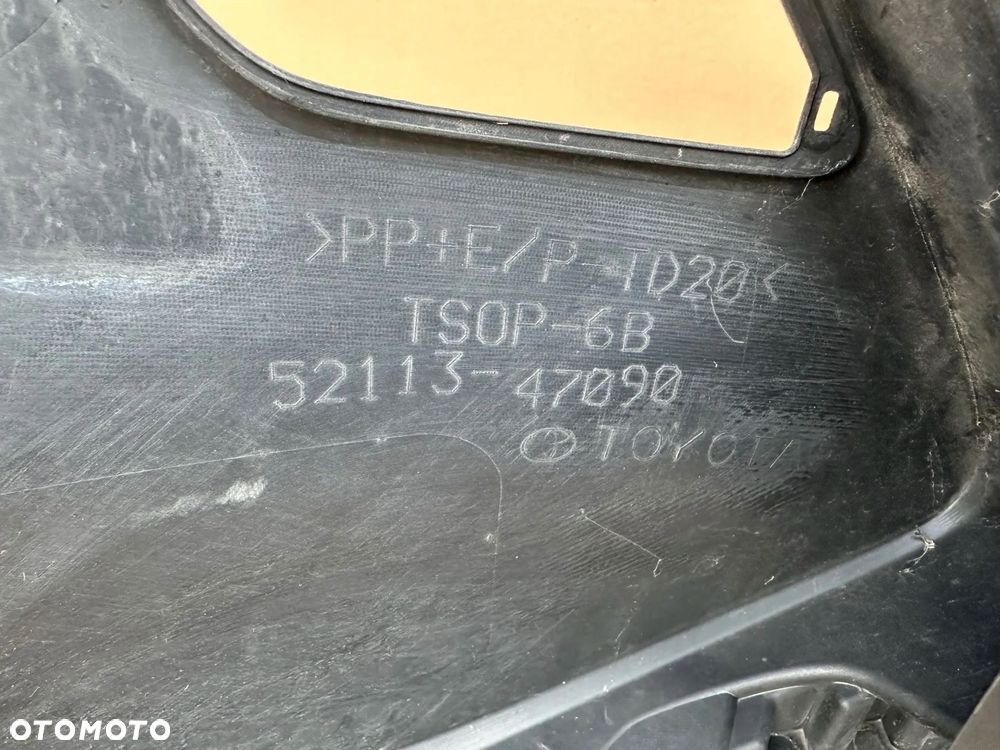 >PP+E/P-TD20<
TSOP-6B
52113-47090
TOYOTA
OTOMOTO